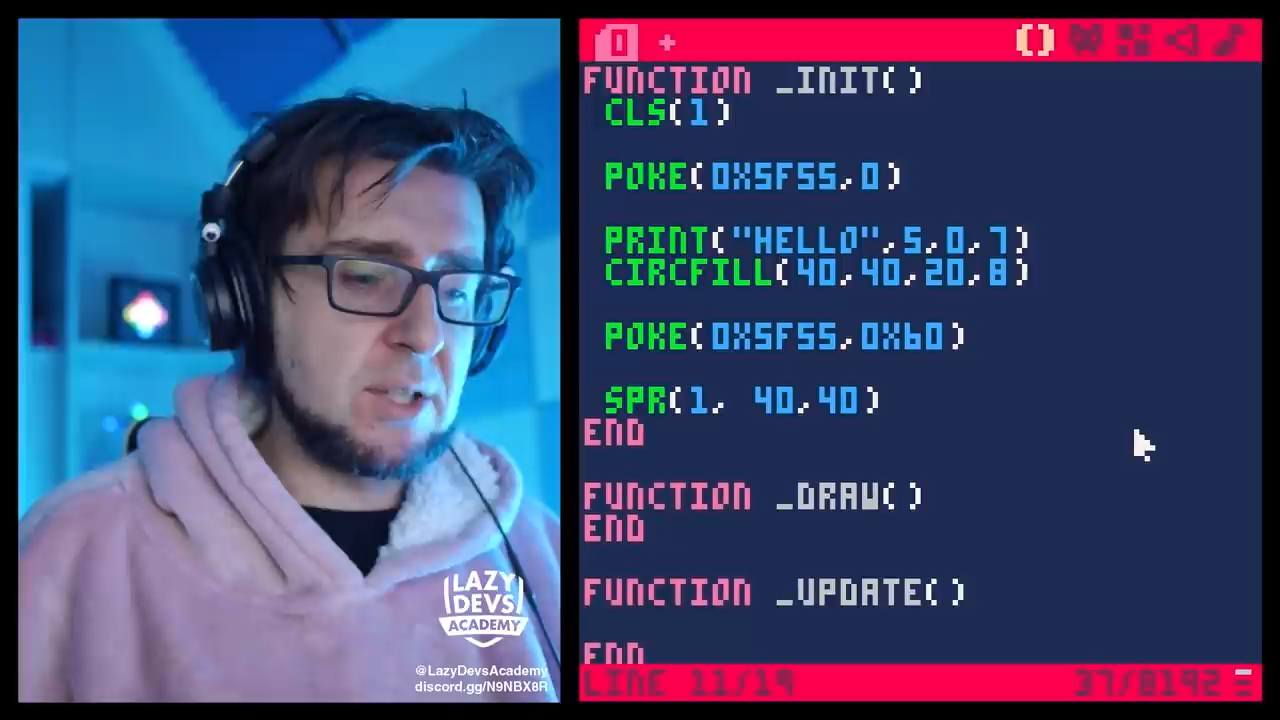 0 +
FUNCTION _INIT()
CLS(1)
POKE(0X5F55,0)
PRINT("HELLO",5,0,7)
CIRCFILL(40,40,20,8)
POKE(0X5F55,0X60)
SPR(1, 40,40)
END
FUNCTION _DRAW()
END
FUNCTION _UPDATE()
END
LINE 11/19
37/8192
LAZY
DEVS
ACADEMY
@LazyDevsAcademy
discord.gg/N9NBX8R